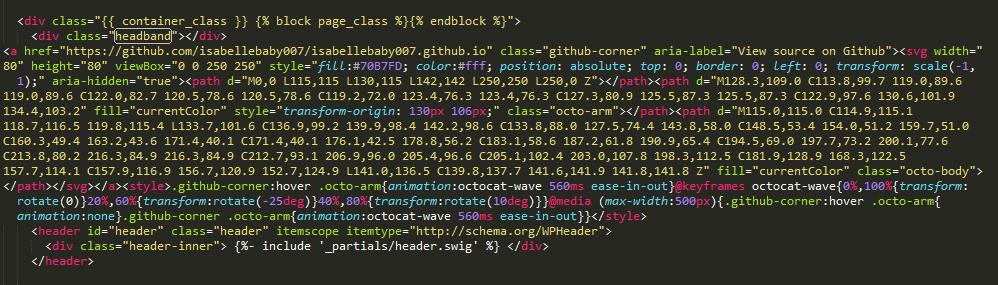 <div class="{{ container_class }} {% block page_class %}{% endblock %}">
<div class="headband"></div>
<a href="https://github.com/isabellebaby007/isabellebaby007.github.io" class="github-corner" aria-label="View source on Github"><svg width="
80" height="80" viewBox="0 0 250 250" style="fill:#70B7FD; color:#fff; position: absolute; top: 0; border: 0; left: 0; transform: scale(-1,
1);" aria-hidden="true"><path d="M0,0 L115,115 L130,115 L142,142 L250,250 L250,0 Z"></path><path d="M128.3,109.0 C113.8,99.7 119.0,89.6
119.0,89.6 C122.0,82.7 120.5,78.6 120.5,78.6 C119.2,72.0 123.4,76.3 123.4,76.3 C127.3,80.9 125.5,87.3 125.5,87.3 C122.9,97.6 130.6,101.9
134.4,103.2" fill="currentColor" style="transform-origin: 130px 106px;" class="octo-arm"></path><path d="M115.0,115.0 C114.9,115.1
118.7,116.5 119.8,115.4 L133.7,101.6 C136.9,99.2 139.9,98.4 142.2,98.6 C133.8,88.0 127.5,74.4 143.8,58.0 C148.5,53.4 154.0,51.2 159.7,51.0
C160.3,49.4 163.2,43.6 171.4,40.1 C171.4,40.1 176.1,42.5 178.8,56.2 C183.1,58.6 187.2,61.8 190.9,65.4 C194.5,69.0 197.7,73.2 200.1,77.6
C213.8,80.2 216.3,84.9 216.3,84.9 C212.7,93.1 206.9,96.0 205.4,96.6 C205.1,102.4 203.0,107.8 198.3,112.5 C181.9,128.9 168.3,122.5
157.7,114.1 C157.9,116.9 156.7,120.9 152.7,124.9 L141.0,136.5 C139.8,137.7 141.6,141.9 141.8,141.8 Z" fill="currentColor" class="octo-body">
</path></svg></a><style>.github-corner:hover .octo-arm{animation:octocat-wave 560ms ease-in-out}@keyframes octocat-wave{0%,100%{transform:
rotate(0)}20%,60%{transform:rotate(-25deg)}40%,80%{transform:rotate(10deg)}}@media (max-width:500px){.github-corner:hover .octo-arm{
animation:none}.github-corner .octo-arm{animation:octocat-wave 560ms ease-in-out}}</style>
<header id="header" class="header" itemscope itemtype="http://schema.org/WPHeader">
<div class="header-inner"> {%- include '_partials/header.swig' %} </div>
</header>